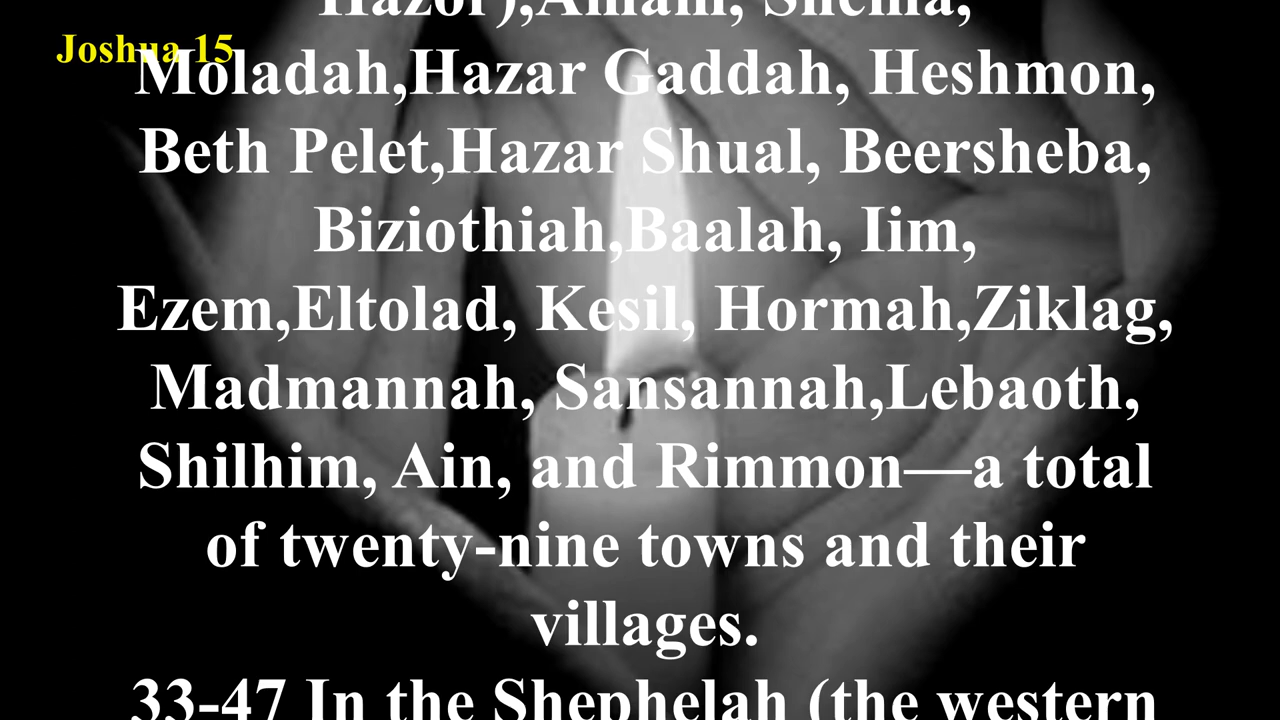 Hazor),Amam, Shema,
Joshua 15
Moladah,Hazar Gaddah, Heshmon,
Beth Pelet,Hazar Shual, Beersheba,
Biziothiah,Baalah, Iim,
Ezem,Eltolad, Kesil, Hormah,Ziklag,
Madmannah, Sansannah,Lebaoth,
Shilhim, Ain, and Rimmon—a total
of twenty-nine towns and their
villages.
33-47 In the Shephelah (the western